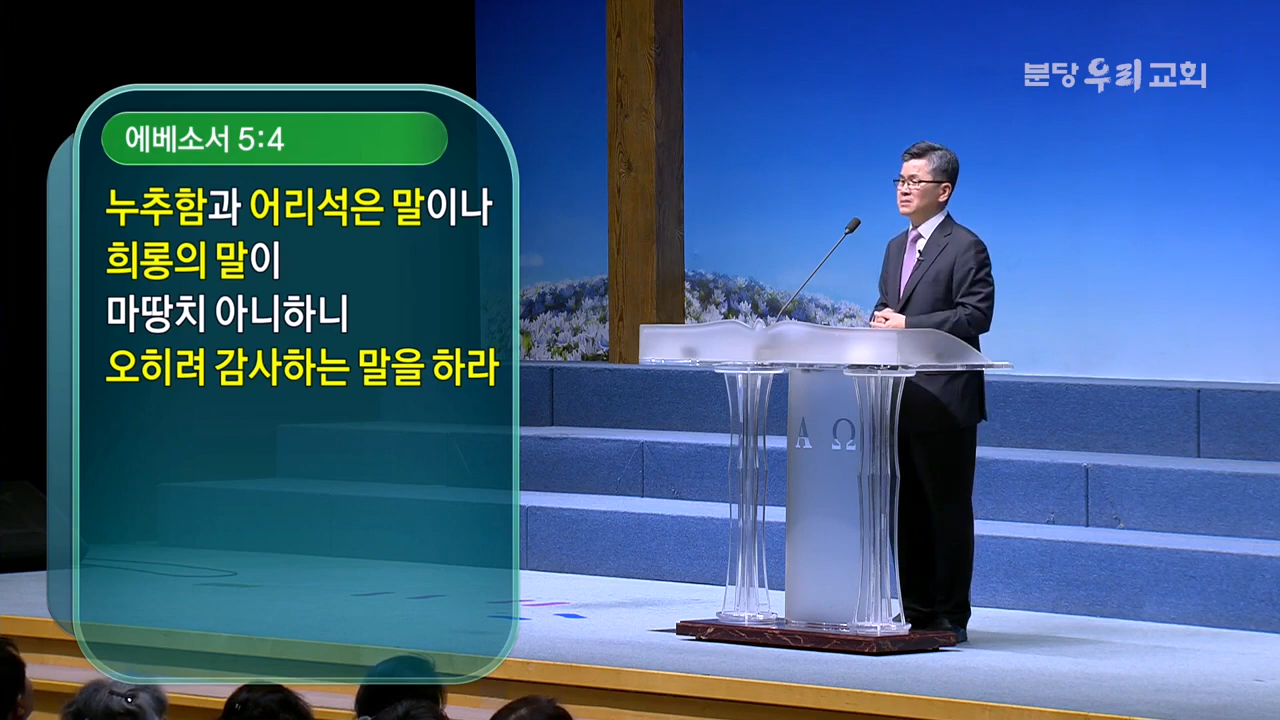 분당우리교회
에베소서 5:4
누추함과 어리석은 말이나
희롱의 말이
마땅치 아니하니
오히려 감사하는 말을 하라
Α Ω